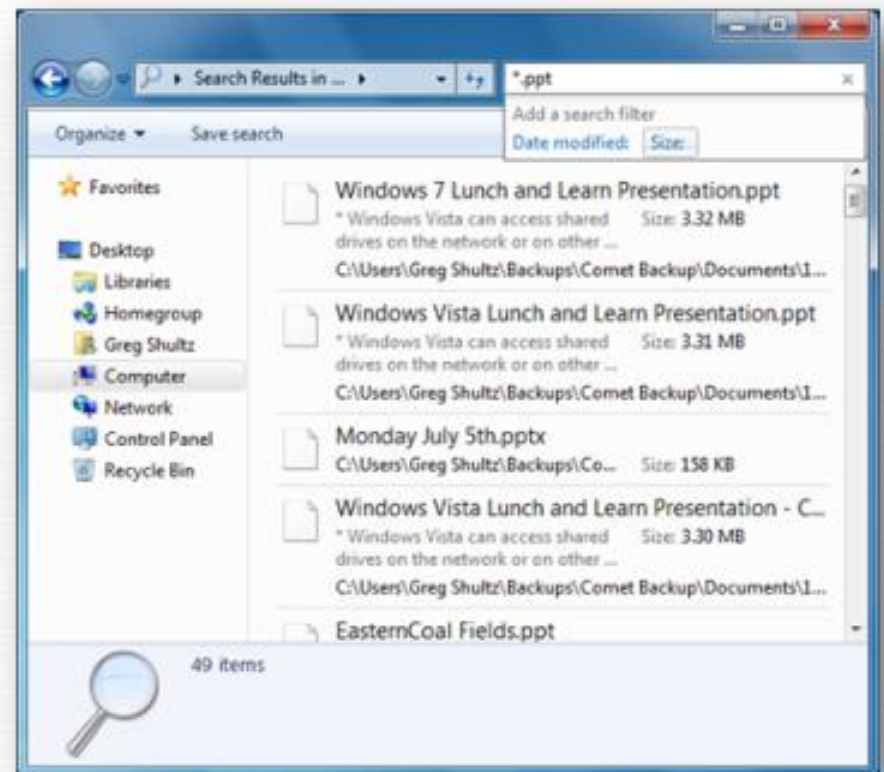 Search Results in ...
*.ppt
Add a search filter
Date modified: Size:
Organize
Save search
Favorites
Desktop
Libraries
Homegroup
Greg Shultz
Computer
Network
Control Panel
Recycle Bin
Windows 7 Lunch and Learn Presentation.ppt
* Windows Vista can access shared Size: 3.32 MB
drives on the network or on other ...
C:\Users\Greg Shultz\Backups\Comet Backup\Documents\1...
Windows Vista Lunch and Learn Presentation.ppt
* Windows Vista can access shared Size: 3.31 MB
drives on the network or on other ...
C:\Users\Greg Shultz\Backups\Comet Backup\Documents\1...
Monday July 5th.pptx
C:\Users\Greg Shultz\Backups\Co... Size: 158 KB
Windows Vista Lunch and Learn Presentation - C...
* Windows Vista can access shared Size: 3.30 MB
drives on the network or on other ...
C:\Users\Greg Shultz\Backups\Comet Backup\Documents\1...
EasternCoal Fields.ppt
49 items